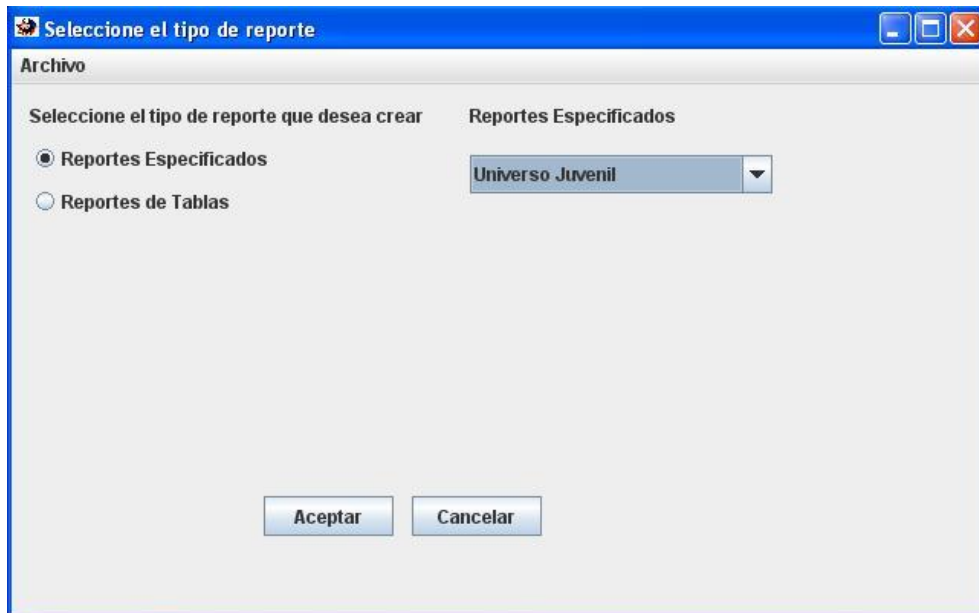 Seleccione el tipo de reporte
Archivo
Seleccione el tipo de reporte que desea crear
Reportes Especificados
Reportes de Tablas
Reportes Especificados
Universo Juvenil
Aceptar
Cancelar